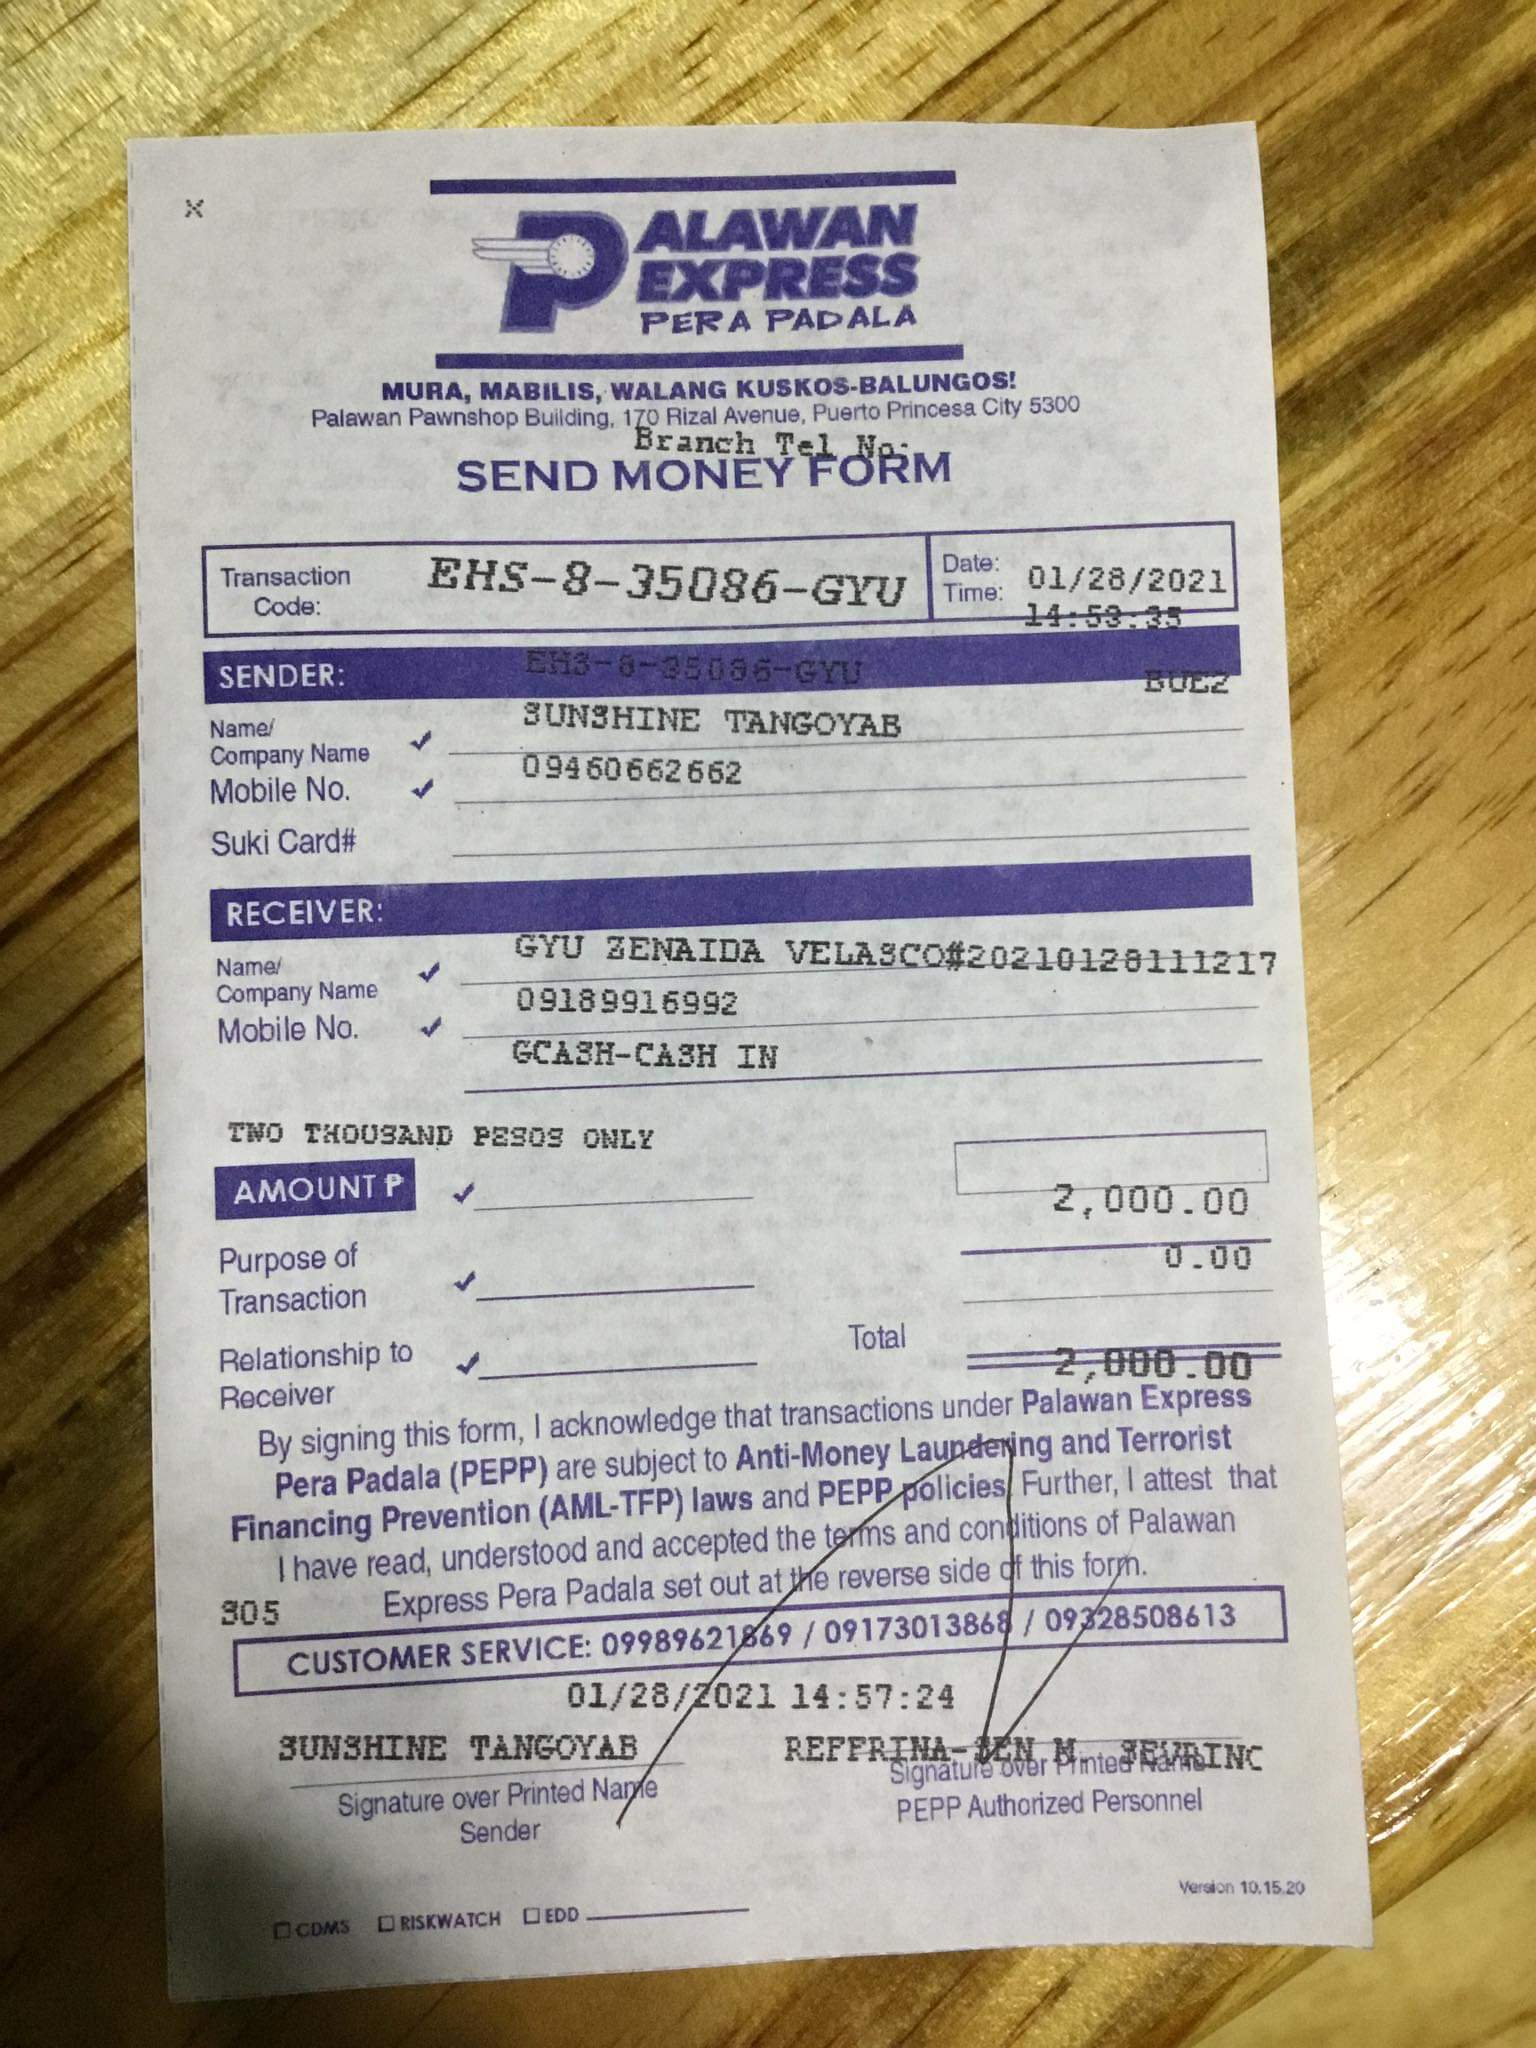 x
PALAWAN
EXPRESS
PERA PADALA
MURA, MABILIS, WALANG KUSKOS-BALUNGOS!
Palawan Pawnshop Building, 170 Rizal Avenue, Puerto Princesa City 5300
Branch Tel No:
SEND MONEY FORM
Transaction Code: EHS-8-35086-GYU Date: Time: 01/28/2021
14:53:35
SENDER: EHS-8-35086-GYU BUE2
Name/ Company Name ✓ SUNSHINE TANGOYAB
Mobile No. ✓ 09460662662
Suki Card#
RECEIVER:
Name/ Company Name ✓ GYU ZENAIDA VELASCO#20210128111217
Mobile No. ✓ 09189916992
GCASH-CASH IN
TWO THOUSAND PESOS ONLY
AMOUNT ₱ ✓ 2,000.00
Purpose of Transaction ✓ 0.00
Relationship to Receiver ✓ Total 2,000.00
By signing this form, I acknowledge that transactions under Palawan Express
Pera Padala (PEPP) are subject to Anti-Money Laundering and Terrorist
Financing Prevention (AML-TFP) laws and PEPP policies. Further, I attest that
I have read, understood and accepted the terms and conditions of Palawan
Express Pera Padala set out at the reverse side of this form.
305
CUSTOMER SERVICE: 09989621869 / 09173013868 / 09328508613
01/28/2021 14:57:24
SUNSHINE TANGOYAB REFFRINA-SEN M. SEVRINC
Signature over Printed Name Signature over Printed Name
Sender PEPP Authorized Personnel
Version 10.15.20
☐ CDMS ☐ RISKWATCH ☐ EDD